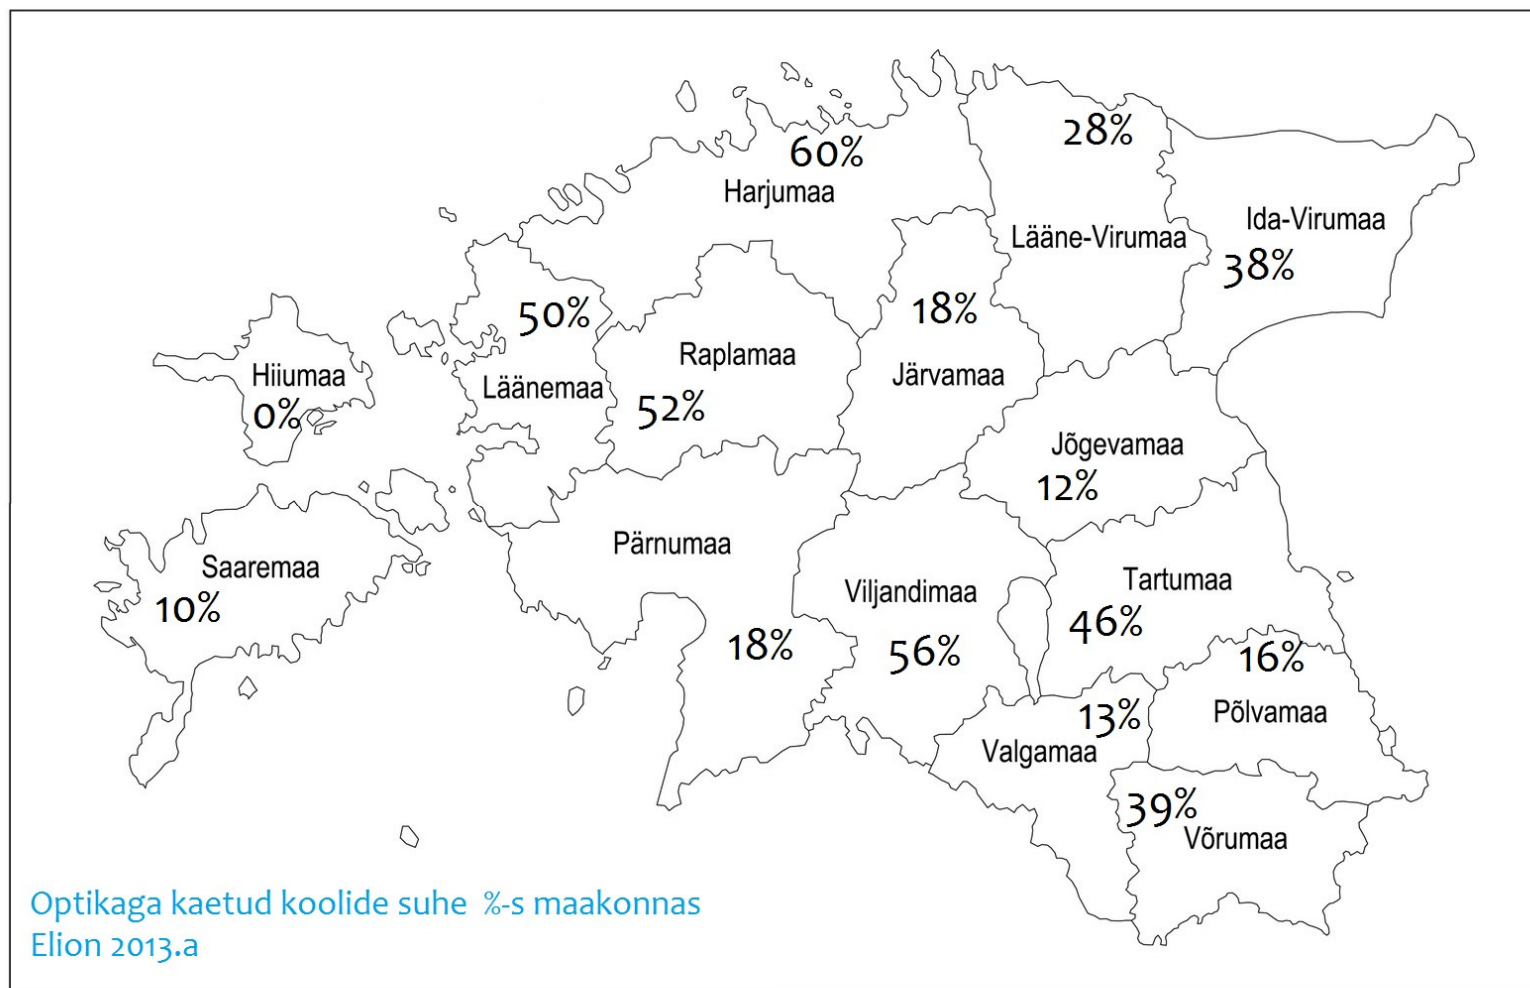 28%
60%
Harjumaa
Ida-Virumaa
Lääne-Virumaa
38%
50%
18%
Raplamaa
Hiiumaa
Järvamaa
Läänemaa
0%
52%
Jõgevamaa
12%
Pärnumaa
Saaremaa
Tartumaa
Viljandimaa
10%
46%
18%
56%
16%
13%
Põlvamaa
Valgamaa
39%
Võrumaa
Optikaga kaetud koolide suhe %-s maakonnas
Elion 2013.a